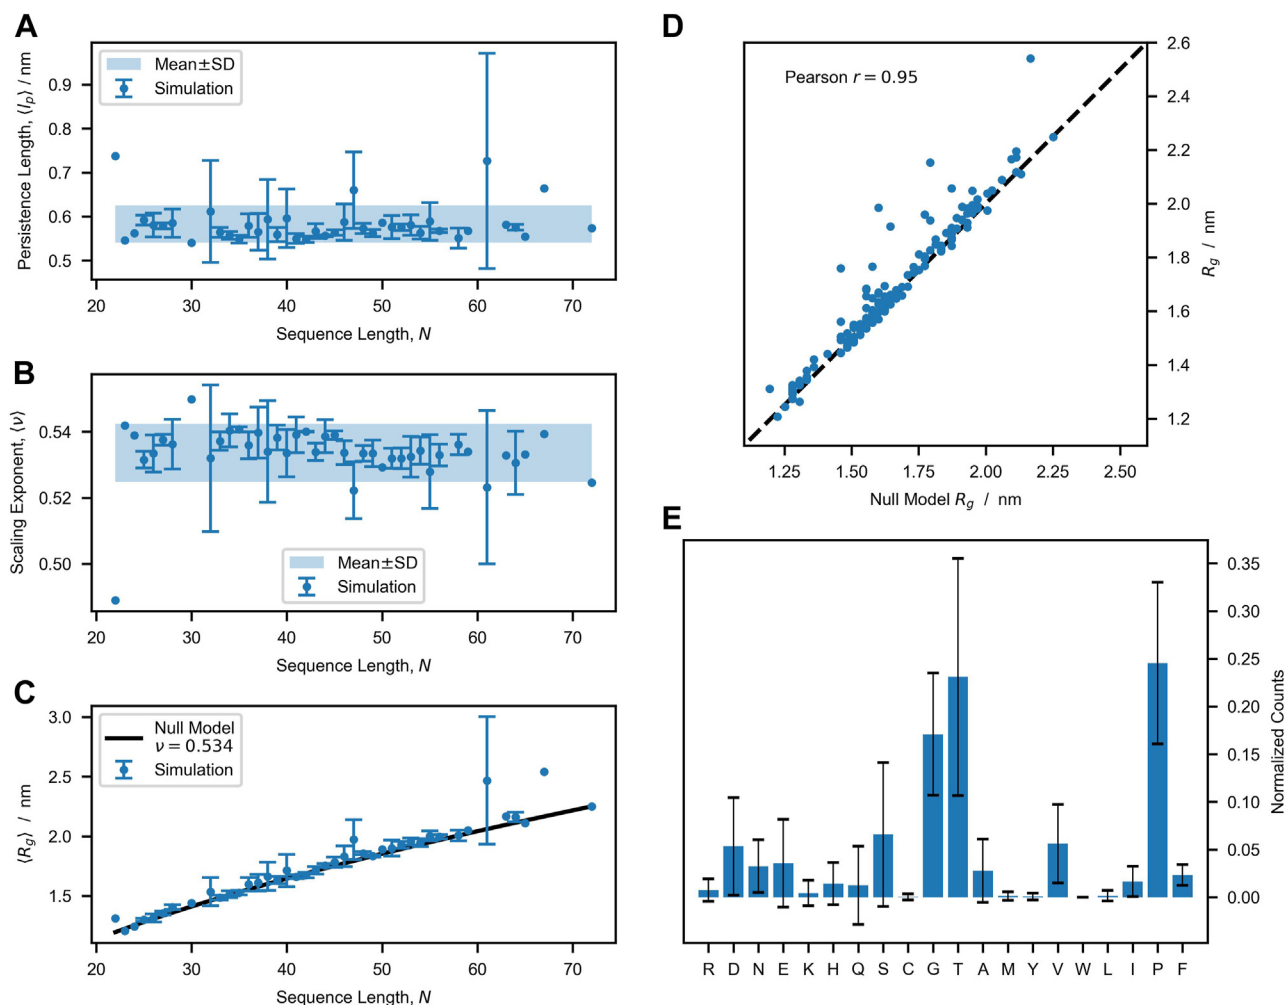 A
Persistence Length, ⟨lp⟩ / nm
Mean±SD
Simulation
0.9
0.8
0.7
0.6
0.5
20 30 40 50 60 70
Sequence Length, N
B
Scaling Exponent, ⟨ν⟩
0.54
0.52
0.50
Mean±SD
Simulation
20 30 40 50 60 70
Sequence Length, N
C
⟨Rg⟩ / nm
3.0
2.5
2.0
1.5
Null Model
ν = 0.534
Simulation
20 30 40 50 60 70
Sequence Length, N
D
Pearson r = 0.95
2.6
2.4
2.2
2.0
1.8
1.6
1.4
1.2
Rg / nm
1.25 1.50 1.75 2.00 2.25 2.50
Null Model Rg / nm
E
0.35
0.30
0.25
0.20
0.15
0.10
0.05
0.00
Normalized Counts
R D N E K H Q S C G T A M Y V W L I P F